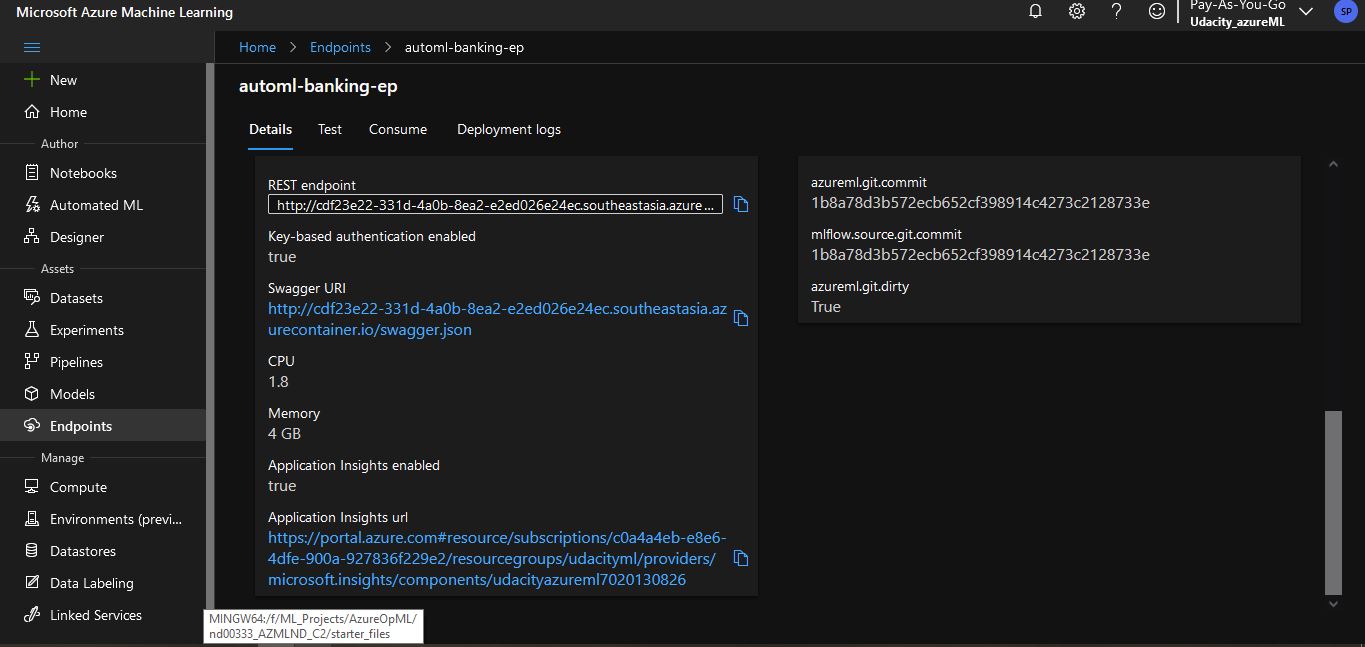 Microsoft Azure Machine Learning
Pay-As-You-Go
Udacity_azureML
SP
Home > Endpoints > automl-banking-ep
New
Home
Author
Notebooks
Automated ML
Designer
Assets
Datasets
Experiments
Pipelines
Models
Endpoints
Manage
Compute
Environments (previ...
Datastores
Data Labeling
Linked Services
automl-banking-ep
Details Test Consume Deployment logs
REST endpoint
http://cdf23e22-331d-4a0b-8ea2-e2ed026e24ec.southeastasia.azure ...
Key-based authentication enabled
true
Swagger URI
http://cdf23e22-331d-4a0b-8ea2-e2ed026e24ec.southeastasia.az
urecontainer.io/swagger.json
CPU
1.8
Memory
4 GB
Application Insights enabled
true
Application Insights url
https://portal.azure.com#resource/subscriptions/c0a4a4eb-e8e6-
4dfe-900a-927836f229e2/resourcegroups/udacityml/providers/
microsoft.insights/components/udacityazureml7020130826
azureml.git.commit
1b8a78d3b572ecb652cf398914c4273c2128733e
mlflow.source.git.commit
1b8a78d3b572ecb652cf398914c4273c2128733e
azureml.git.dirty
True
MINGW64:/f/ML_Projects/AzureOpML/
nd00333_AZMLND_C2/starter_files